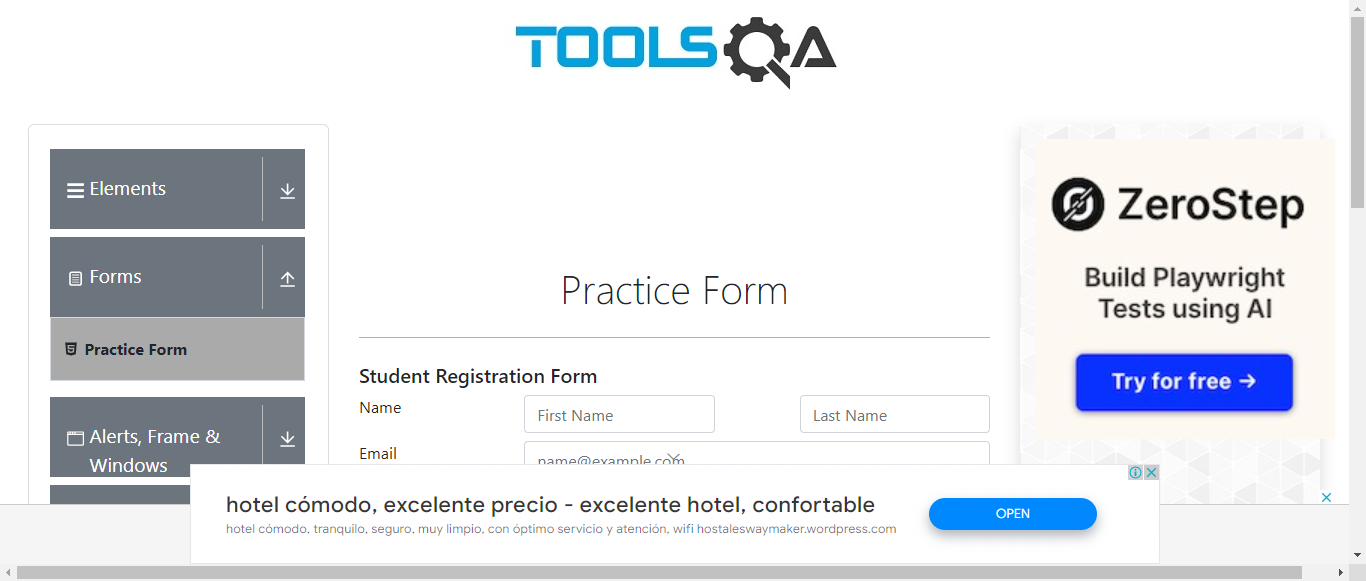 TOOLSQA
Elements
Forms
Practice Form
Alerts, Frame &
Windows
Practice Form
Student Registration Form
Name
First Name
Last Name
Email
name@example.com
ZeroStep
Build Playwright
Tests using AI
Try for free →
hotel cómodo, excelente precio - excelente hotel, confortable
hotel cómodo, tranquilo, seguro, muy limpio, con óptimo servicio y atención, wifi hostaleswaymaker.wordpress.com
OPEN